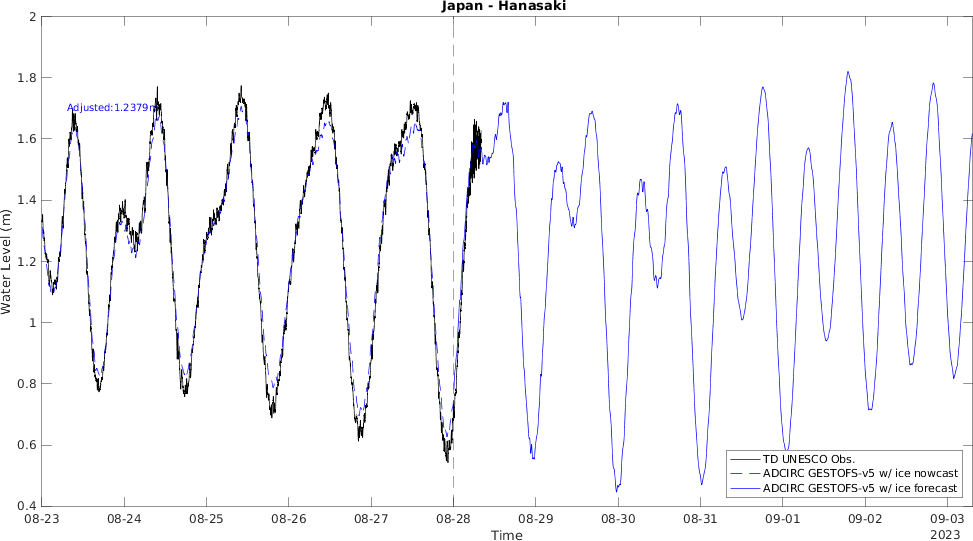 Japan - Hanasaki
2
1.8
1.6
1.4
1.2
1
0.8
0.6
0.4
Water Level (m)
Adjusted:1.2379m
TD UNESCO Obs.
ADCIRC GESTOFS-v5 w/ ice nowcast
ADCIRC GESTOFS-v5 w/ ice forecast
08-23 08-24 08-25 08-26 08-27 08-28 08-29 08-30 08-31 09-01 09-02 09-03
Time
2023